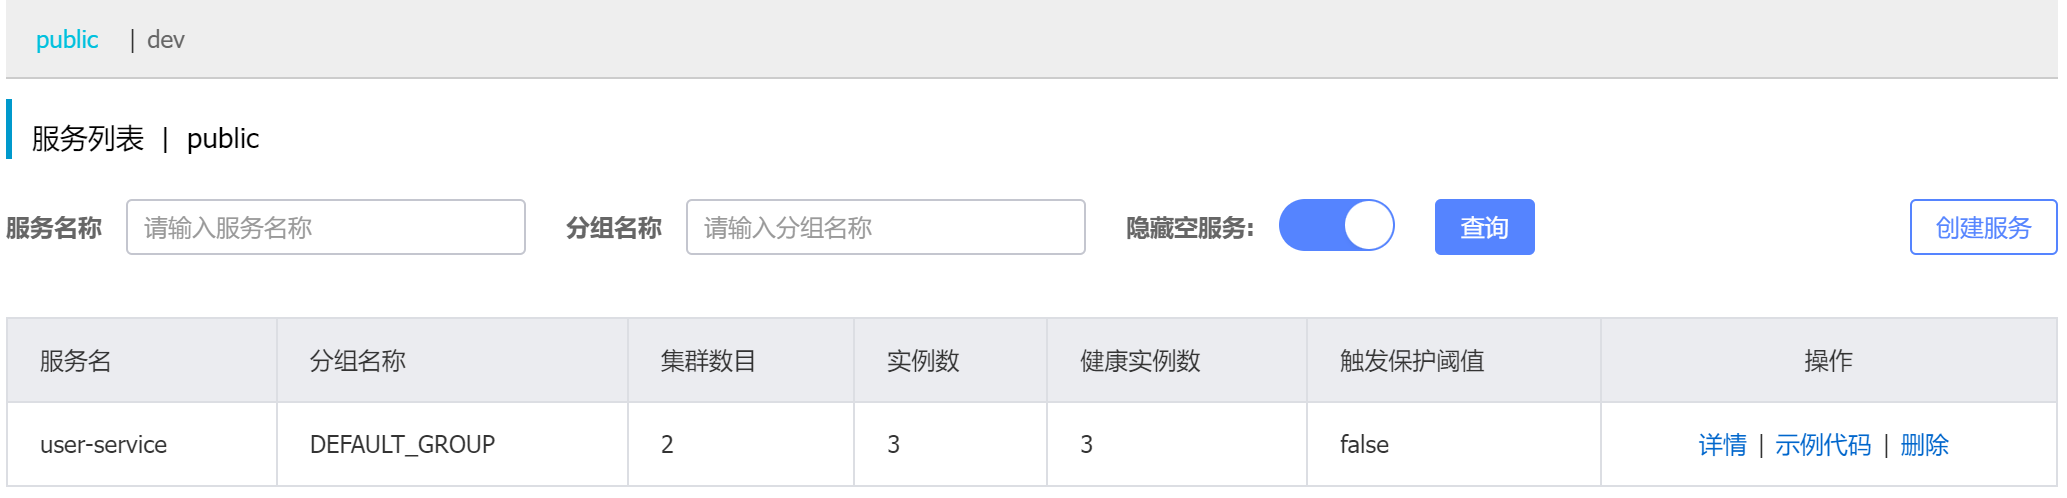 public | dev
服务列表 | public
服务名称 请输入服务名称 分组名称 请输入分组名称 隐藏空服务: 查询 创建服务
服务名 分组名称 集群数目 实例数 健康实例数 触发保护阈值 操作
user-service DEFAULT_GROUP 2 3 3 false 详情 | 示例代码 | 删除